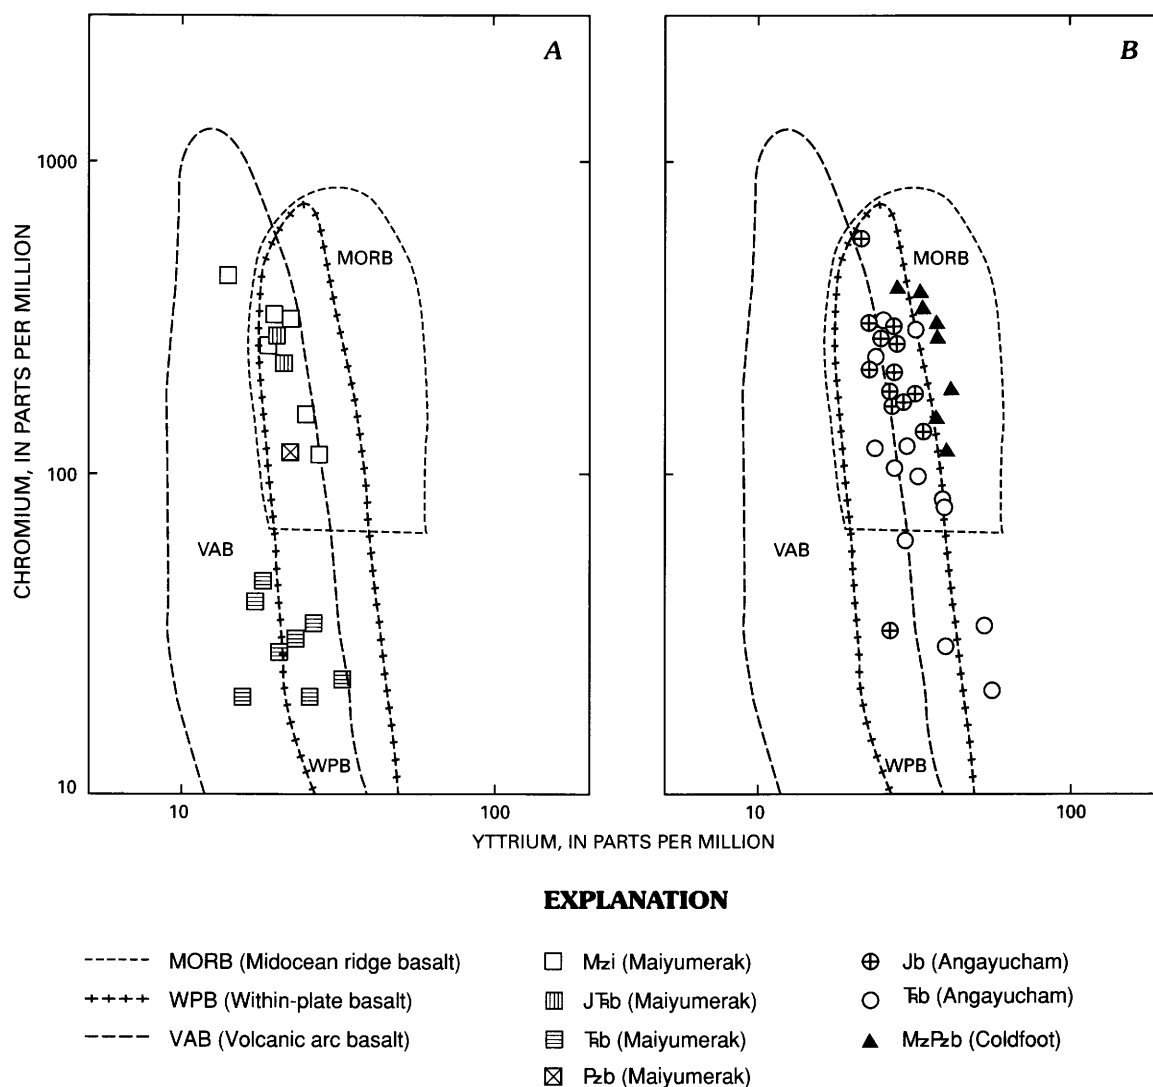 A
B
1000
100
10
CHROMIUM, IN PARTS PER MILLION
MORB
VAB
WPB
MORB
VAB
WPB
10
100
10
100
YTTRIUM, IN PARTS PER MILLION
EXPLANATION
MORB (Midocean ridge basalt)
WPB (Within-plate basalt)
VAB (Volcanic arc basalt)
Mzi (Maiyumerak)
JTrb (Maiyumerak)
Trb (Maiyumerak)
Pzb (Maiyumerak)
Jb (Angayucham)
Trb (Angayucham)
MzPzb (Coldfoot)